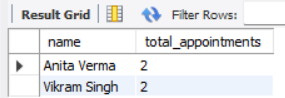 Result Grid Filter Rows:
name total_appointments
Anita Verma 2
Vikram Singh 2